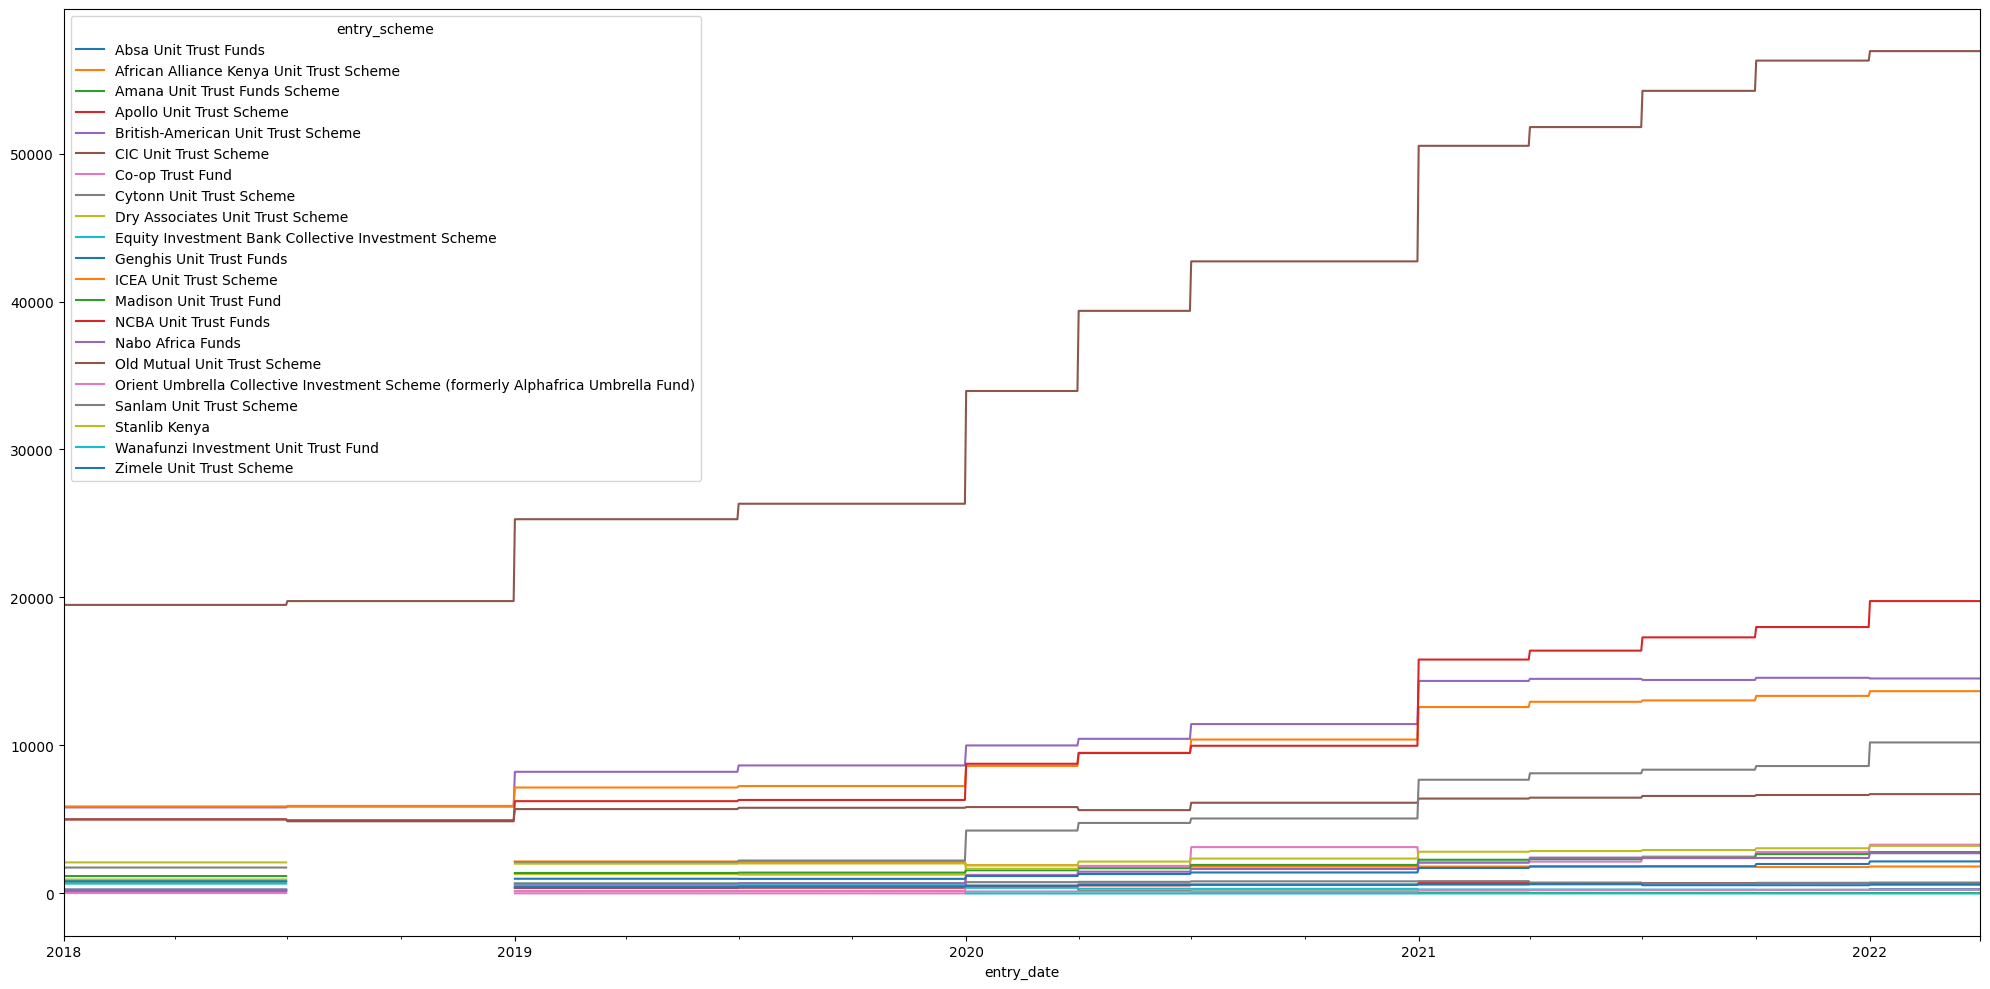 entry_scheme
Absa Unit Trust Funds
African Alliance Kenya Unit Trust Scheme
Amana Unit Trust Funds Scheme
Apollo Unit Trust Scheme
British-American Unit Trust Scheme
CIC Unit Trust Scheme
Co-op Trust Fund
Cytonn Unit Trust Scheme
Dry Associates Unit Trust Scheme
Equity Investment Bank Collective Investment Scheme
Genghis Unit Trust Funds
ICEA Unit Trust Scheme
Madison Unit Trust Fund
NCBA Unit Trust Funds
Nabo Africa Funds
Old Mutual Unit Trust Scheme
Orient Umbrella Collective Investment Scheme (formerly Alphafrica Umbrella Fund)
Sanlam Unit Trust Scheme
Stanlib Kenya
Wanafunzi Investment Unit Trust Fund
Zimele Unit Trust Scheme
50000
40000
30000
20000
10000
0
2018 2019 2020 2021 2022
entry_date